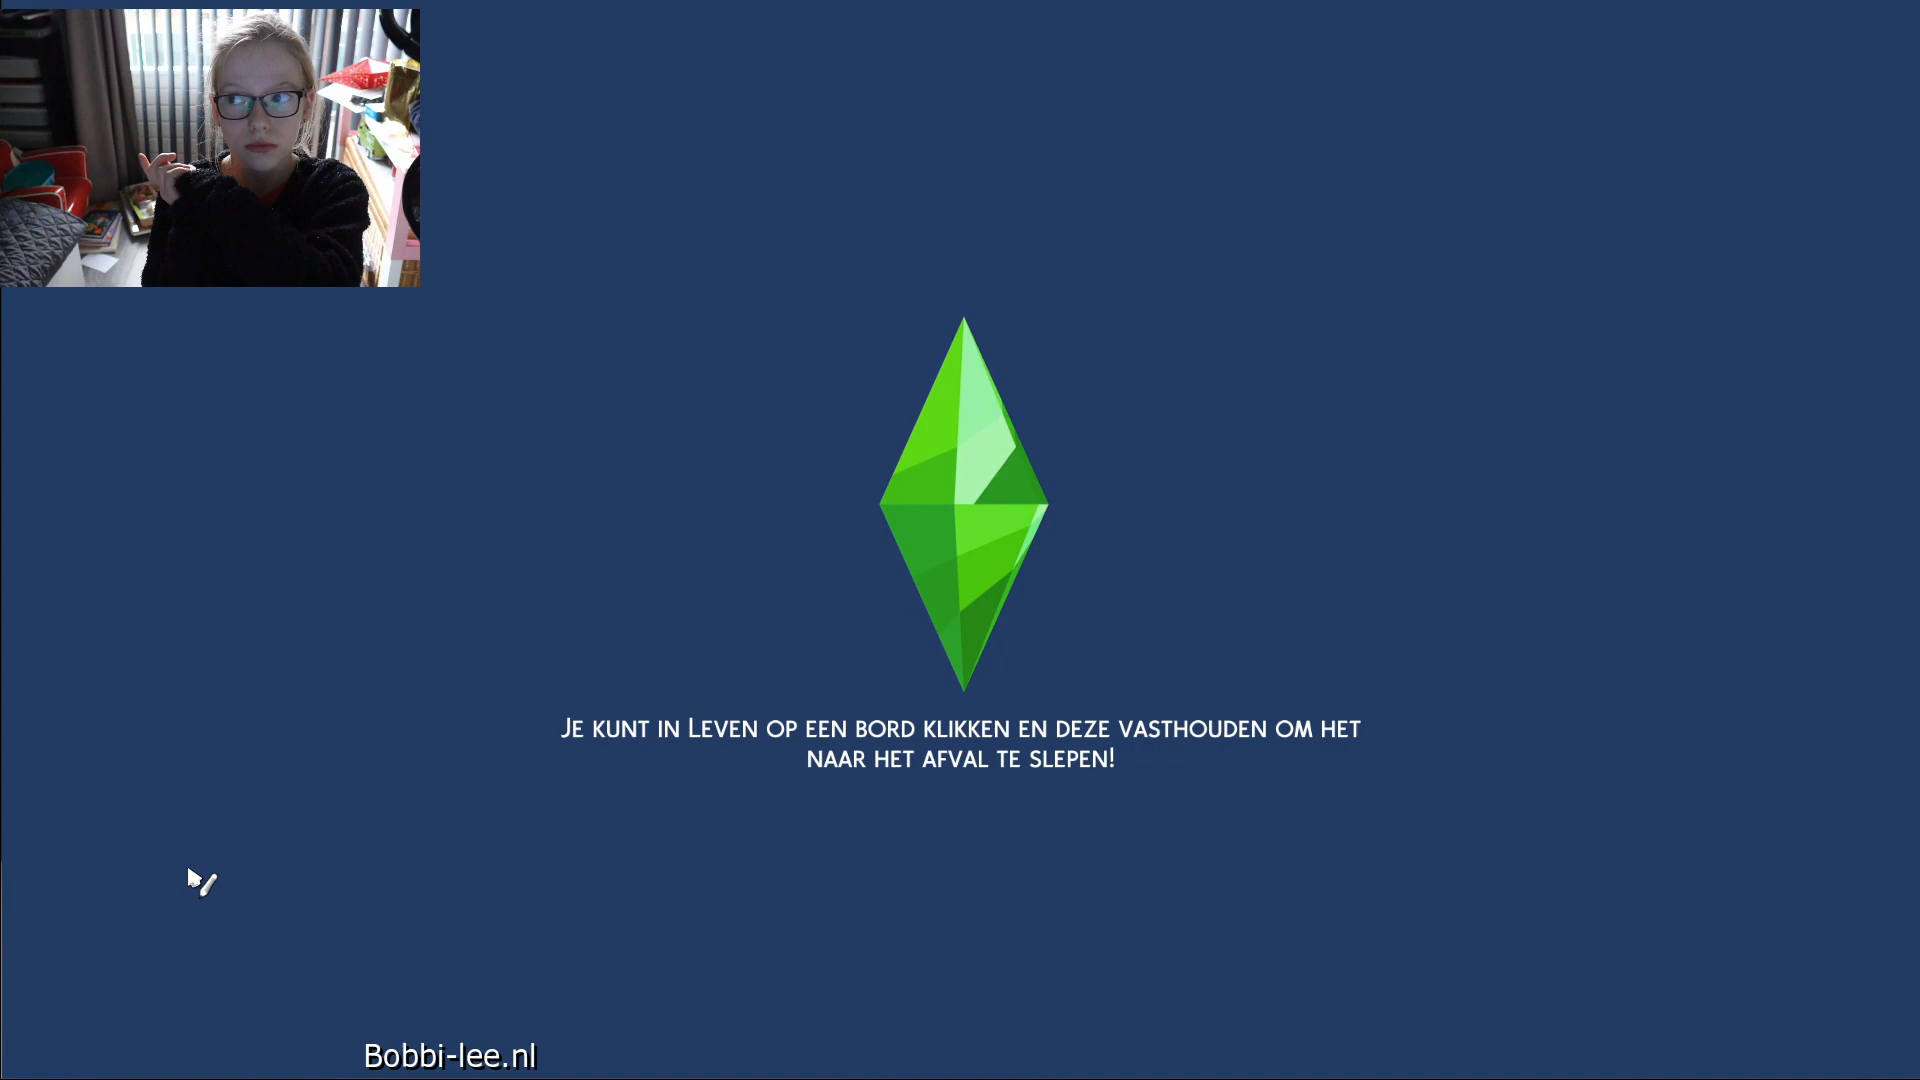 Je kunt in Leven op een bord klikken en deze vasthouden om het
naar het afval te slepen!
Bobbi-lee.nl